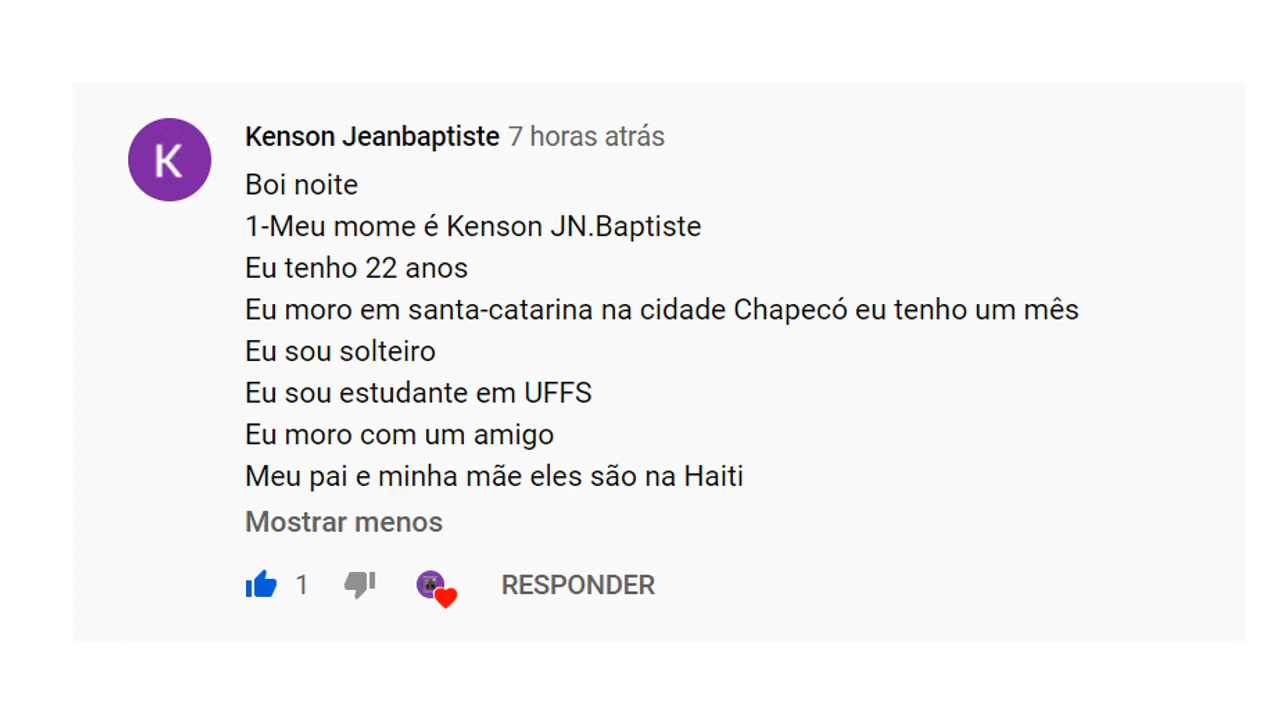 K
Kenson Jeanbaptiste 7 horas atrás
Boi noite
1-Meu mome é Kenson JN.Baptiste
Eu tenho 22 anos
Eu moro em santa-catarina na cidade Chapecó eu tenho um mês
Eu sou solteiro
Eu sou estudante em UFFS
Eu moro com um amigo
Meu pai e minha mãe eles são na Haiti
Mostrar menos
1 RESPONDER